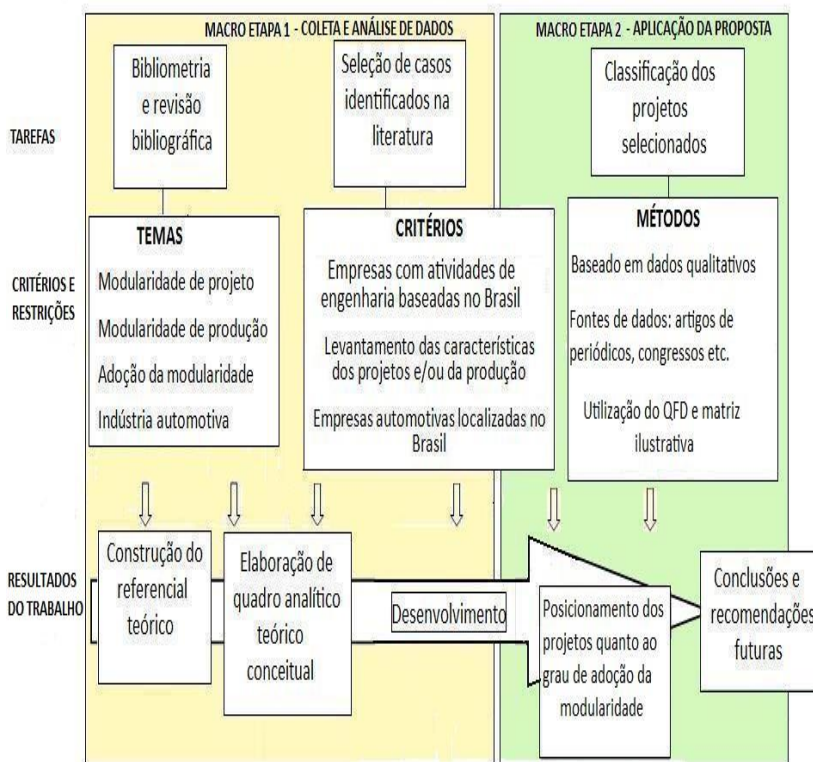 MACRO ETAPA 1 - COLETA E ANÁLISE DE DADOS
MACRO ETAPA 2 - APLICAÇÃO DA PROPOSTA
TAREFAS
Bibliometria
e revisão
bibliográfica
Seleção de casos
identificados na
literatura
Classificação dos
projetos
selecionados
CRITÉRIOS E
RESTRIÇÕES
TEMAS
Modularidade de projeto
Modularidade de produção
Adoção da modularidade
Indústria automotiva
CRITÉRIOS
Empresas com atividades de
engenharia baseadas no Brasil
Levantamento das características
dos projetos e/ou da produção
Empresas automotivas localizadas no
Brasil
MÉTODOS
Baseado em dados qualitativos
Fontes de dados: artigos de
periódicos, congressos etc.
Utilização do QFD e matriz
ilustrativa
RESULTADOS
DO TRABALHO
Construção do
referencial
teórico
Elaboração de
quadro analítico
teórico
conceitual
Desenvolvimento
Posicionamento dos
projetos quanto ao
grau de adoção da
modularidade
Conclusões e
recomendações
futuras